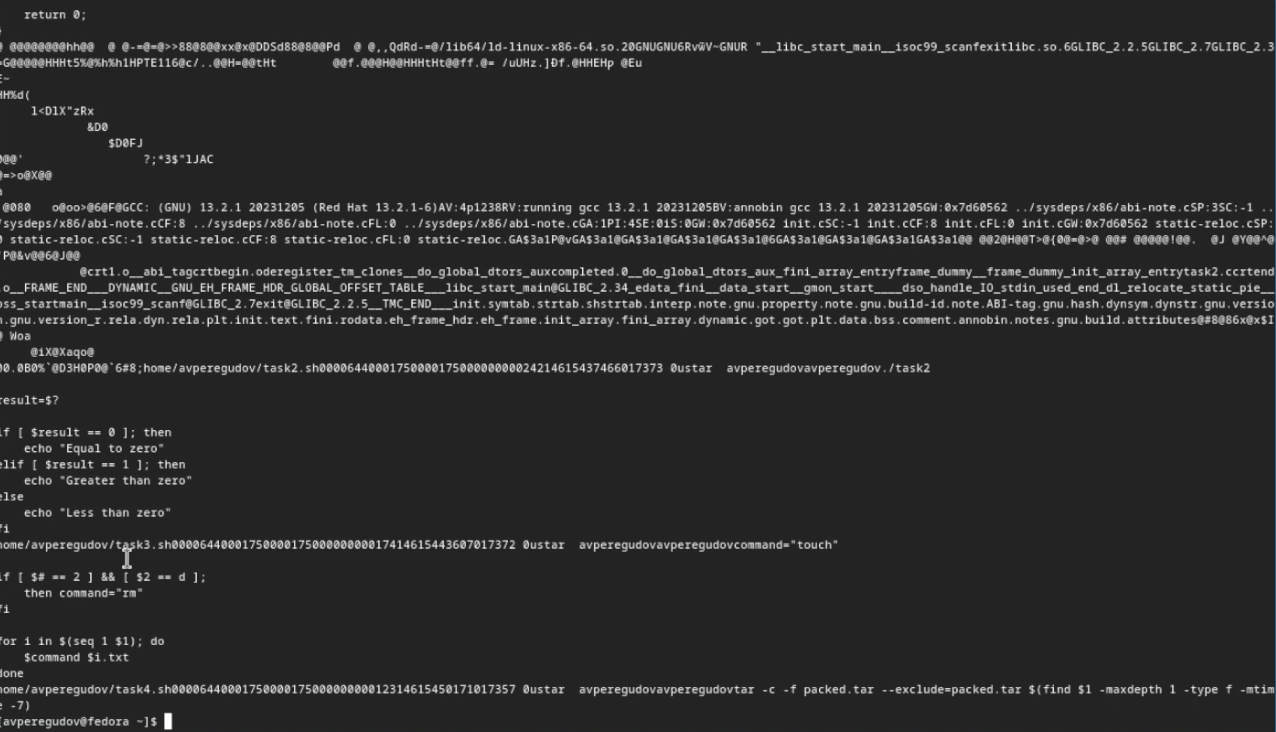 return 0;
}
@ @@@@@@@@hh@@  @ @-=@=@>>88@8@@xx@x@DDSd88@8@@Pd  @ @,,QdRd-=@/lib64/ld-linux-x86-64.so.20GNUGNU6RvŵV~GNUR "__libc_start_main__isoc99_scanfexitlibc.so.6GLIBC_2.2.5GLIBC_2.7GLIBC_2.3
=G@@@@@HHHt5%@%h%h1HPTE116@c/..@@H=@@tHt        @@f.@@@H@@HHHtHt@@ff.@= /uUHz.]Ðf.@HHEHp @Eu
E~
HH%d(
l<DlX"zRx
&D0
$D0FJ
0@@'                ?;*3$"lJAC
@=>o@X@@
a
@080   o@oo>@6@F@GCC: (GNU) 13.2.1 20231205 (Red Hat 13.2.1-6)AV:4p1238RV:running gcc 13.2.1 20231205BV:annobin gcc 13.2.1 20231205GW:0x7d60562 ../sysdeps/x86/abi-note.cSP:3SC:-1 ..
/sysdeps/x86/abi-note.cCF:8 ../sysdeps/x86/abi-note.cFL:0 ../sysdeps/x86/abi-note.cGA:1PI:4SE:0iS:0GW:0x7d60562 init.cSC:-1 init.cCF:8 init.cFL:0 init.cGW:0x7d60562 static-reloc.cSP:
0 static-reloc.cSC:-1 static-reloc.cCF:8 static-reloc.cFL:0 static-reloc.GA$3a1P@vGA$3a1@GA$3a1@GA$3a1@GA$3a1@6GA$3a1@GA$3a1@GA$3a1GA$3a1@@ @@2@H@@T>@{0@=@>@ @@# @@@@@!@@.  @J @Y@@^@
'P@&v@@6@J@@
@crt1.o__abi_tagcrtbegin.oderegister_tm_clones__do_global_dtors_auxcompleted.0__do_global_dtors_aux_fini_array_entryframe_dummy__frame_dummy_init_array_entrytask2.ccrtend
.o__FRAME_END___DYNAMIC__GNU_EH_FRAME_HDR_GLOBAL_OFFSET_TABLE___libc_start_main@GLIBC_2.34_edata_fini__data_start__gmon_start____dso_handle_IO_stdin_used_end_dl_relocate_static_pie__
oss_startmain__isoc99_scanf@GLIBC_2.7exit@GLIBC_2.2.5__TMC_END___init.symtab.strtab.shstrtab.interp.note.gnu.property.note.gnu.build-id.note.ABI-tag.gnu.hash.dynsym.dynstr.gnu.versio
n.gnu.version_r.rela.dyn.rela.plt.init.text.fini.rodata.eh_frame_hdr.eh_frame.init_array.fini_array.dynamic.got.got.plt.data.bss.comment.annobin.notes.gnu.build.attributes@#8@86x@x$I
@ Woa
@iX@Xaqo@
00.0B0%`@D3H0P0@`6#8;home/avperegudov/task2.sh0000644000175000017500000000024214615437466017373 0ustar  avperegudovavperegudov./task2

result=$?

if [ $result == 0 ]; then
    echo "Equal to zero"
elif [ $result == 1 ]; then
    echo "Greater than zero"
else
    echo "Less than zero"
fi
home/avperegudov/task3.sh0000644000175000017500000000017414615443607017372 0ustar  avperegudovavperegudovcommand="touch"

if [ $# == 2 ] && [ $2 == d ];
    then command="rm"
fi

for i in $(seq 1 $1); do
    $command $i.txt
done
home/avperegudov/task4.sh0000644000175000017500000000012314615450171017357 0ustar  avperegudovavperegudovtar -c -f packed.tar --exclude=packed.tar $(find $1 -maxdepth 1 -type f -mtim
e -7)
[avperegudov@fedora ~]$